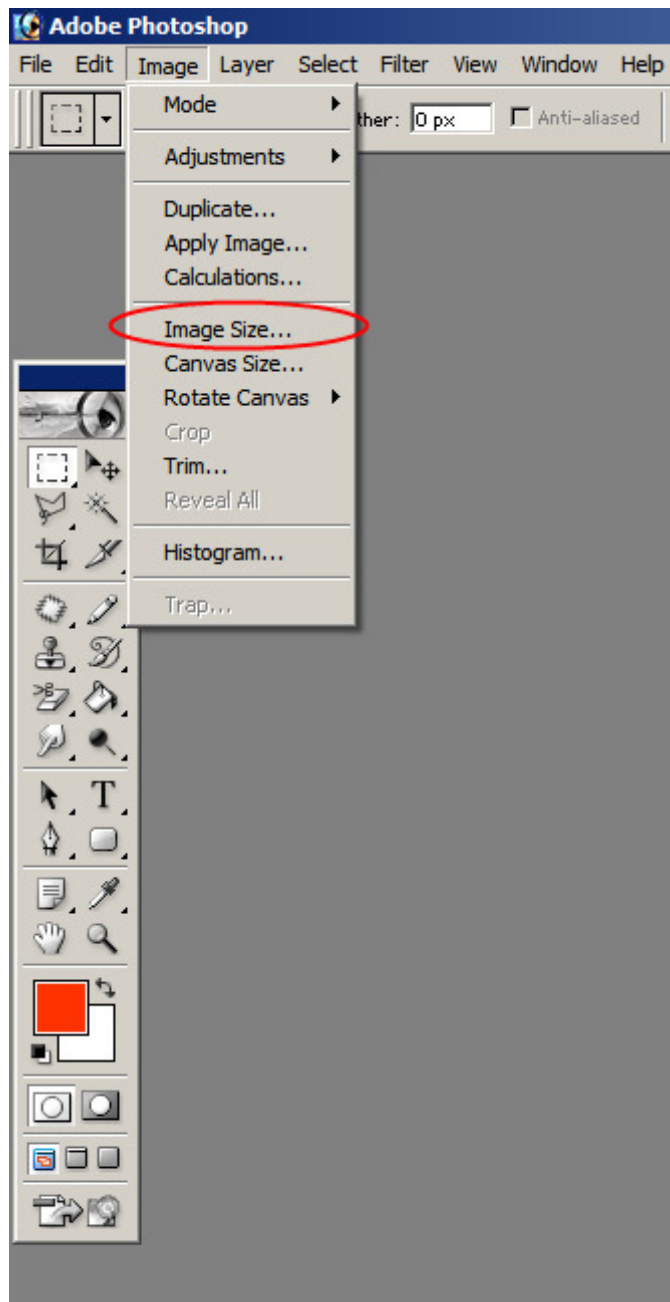 Adobe Photoshop
File Edit Image Layer Select Filter View Window Help
ther: 0 px Anti-aliased
Mode
Adjustments
Duplicate...
Apply Image...
Calculations...
Image Size...
Canvas Size...
Rotate Canvas
Crop
Trim...
Reveal All
Histogram...
Trap...
T